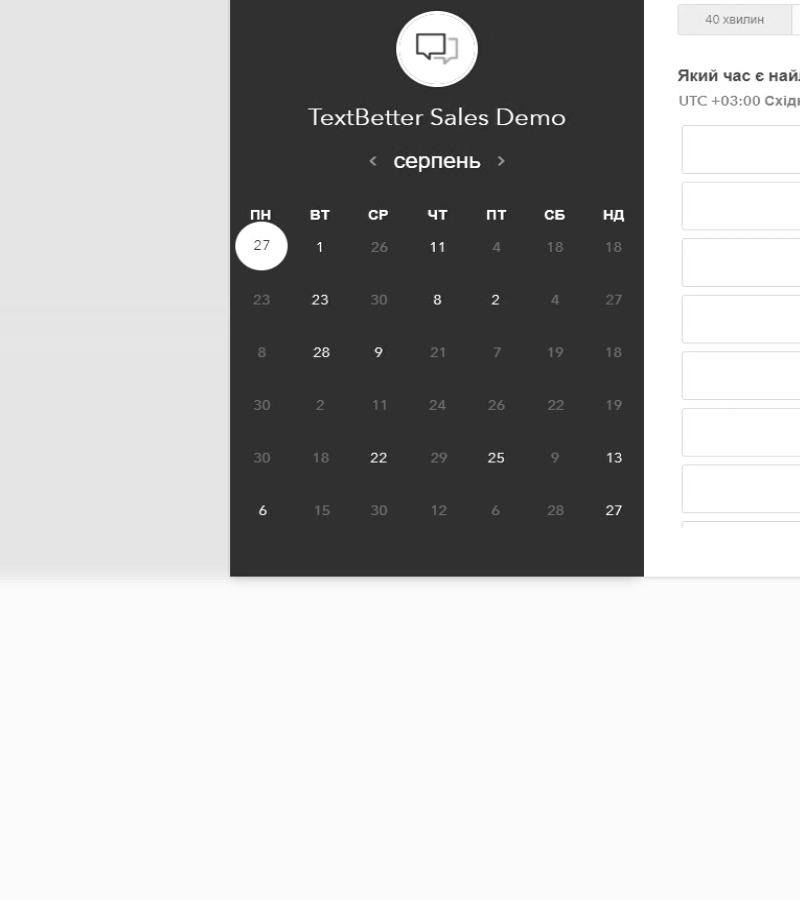 40 хвилин
Який час є най
UTC +03:00 Східн
TextBetter Sales Demo
серпень
ПН ВТ СР ЧТ ПТ СБ НД
27 1 26 11 4 18 18
23 23 30 8 2 4 27
8 28 9 21 7 19 18
30 2 11 24 26 22 19
30 18 22 29 25 9 13
6 15 30 12 6 28 27